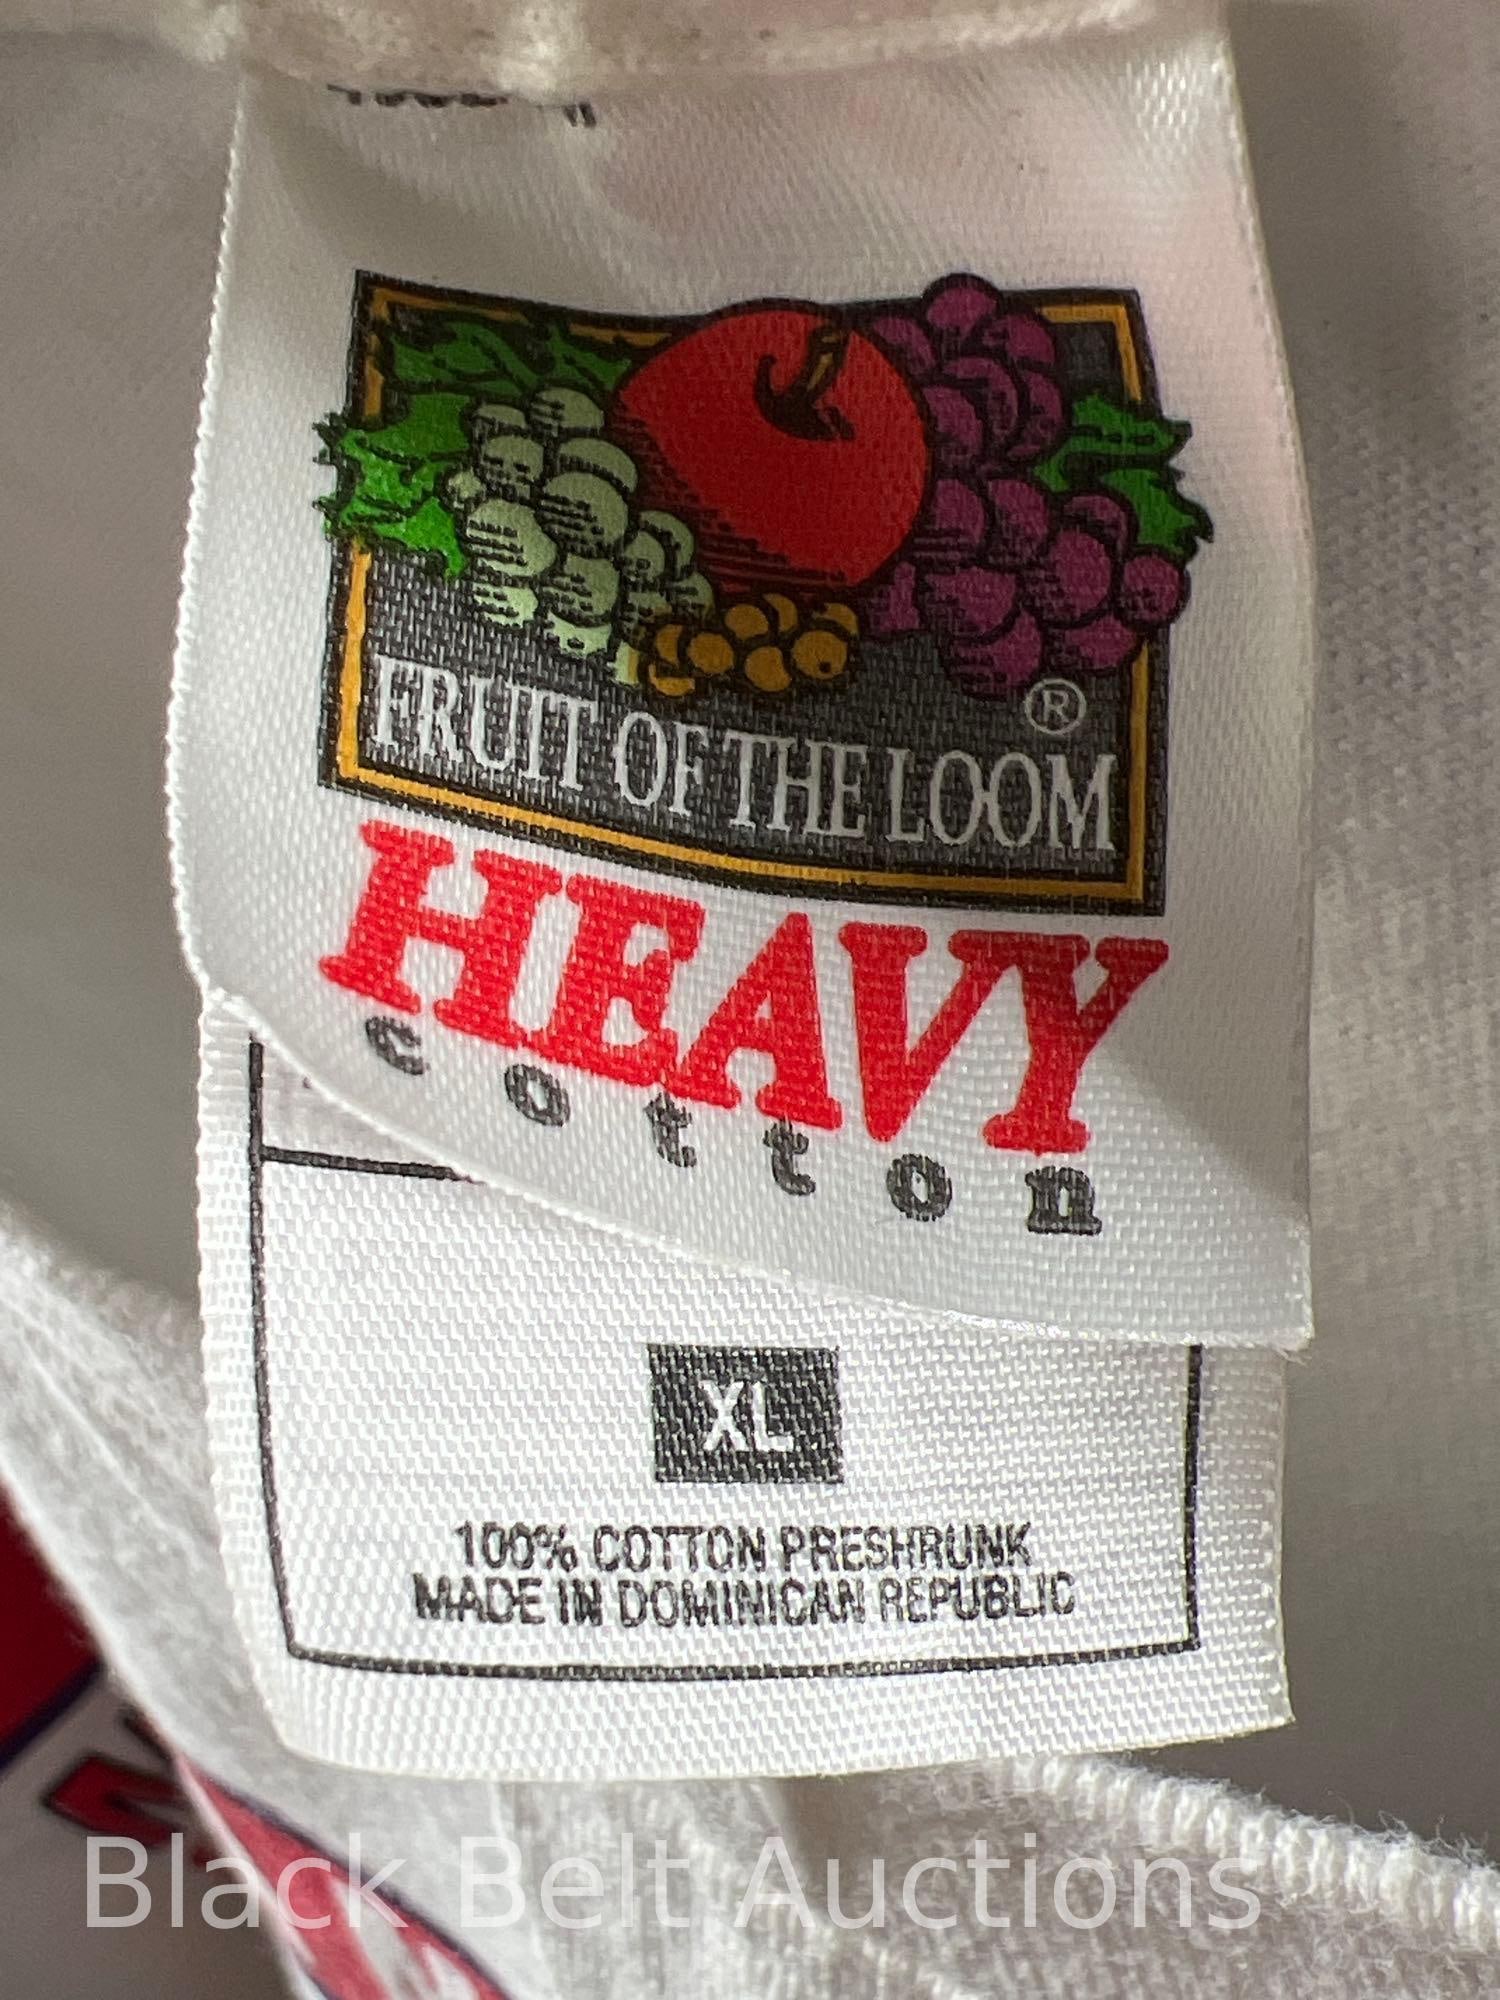 FRUIT OF THE LOOM ®
HEAVY
cotton
XL
100% COTTON PRESHRUNK
MADE IN DOMINICAN REPUBLIC
Black Belt Auctions